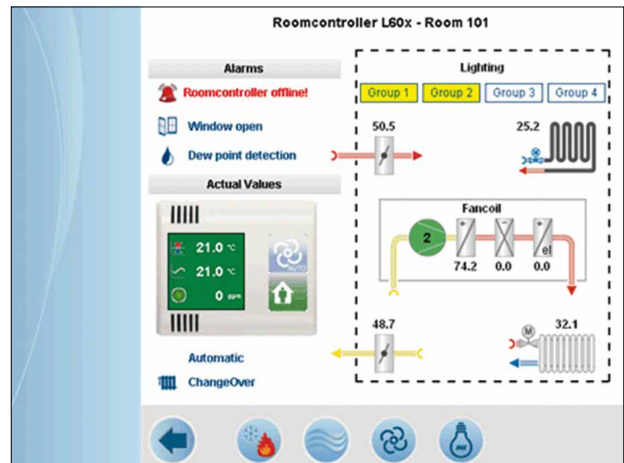 Roomcontroller L60x - Room 101
Alarms
Roomcontroller offline!
Window open
Dew point detection
Actual Values
21.0 °C
21.0 °C
0 ppm
AUTO
Automatic
ChangeOver
Lighting
Group 1 Group 2 Group 3 Group 4
50.5
25.2
M
Fancoil
2
+ - +
el
74.2 0.0 0.0
48.7
M
32.1